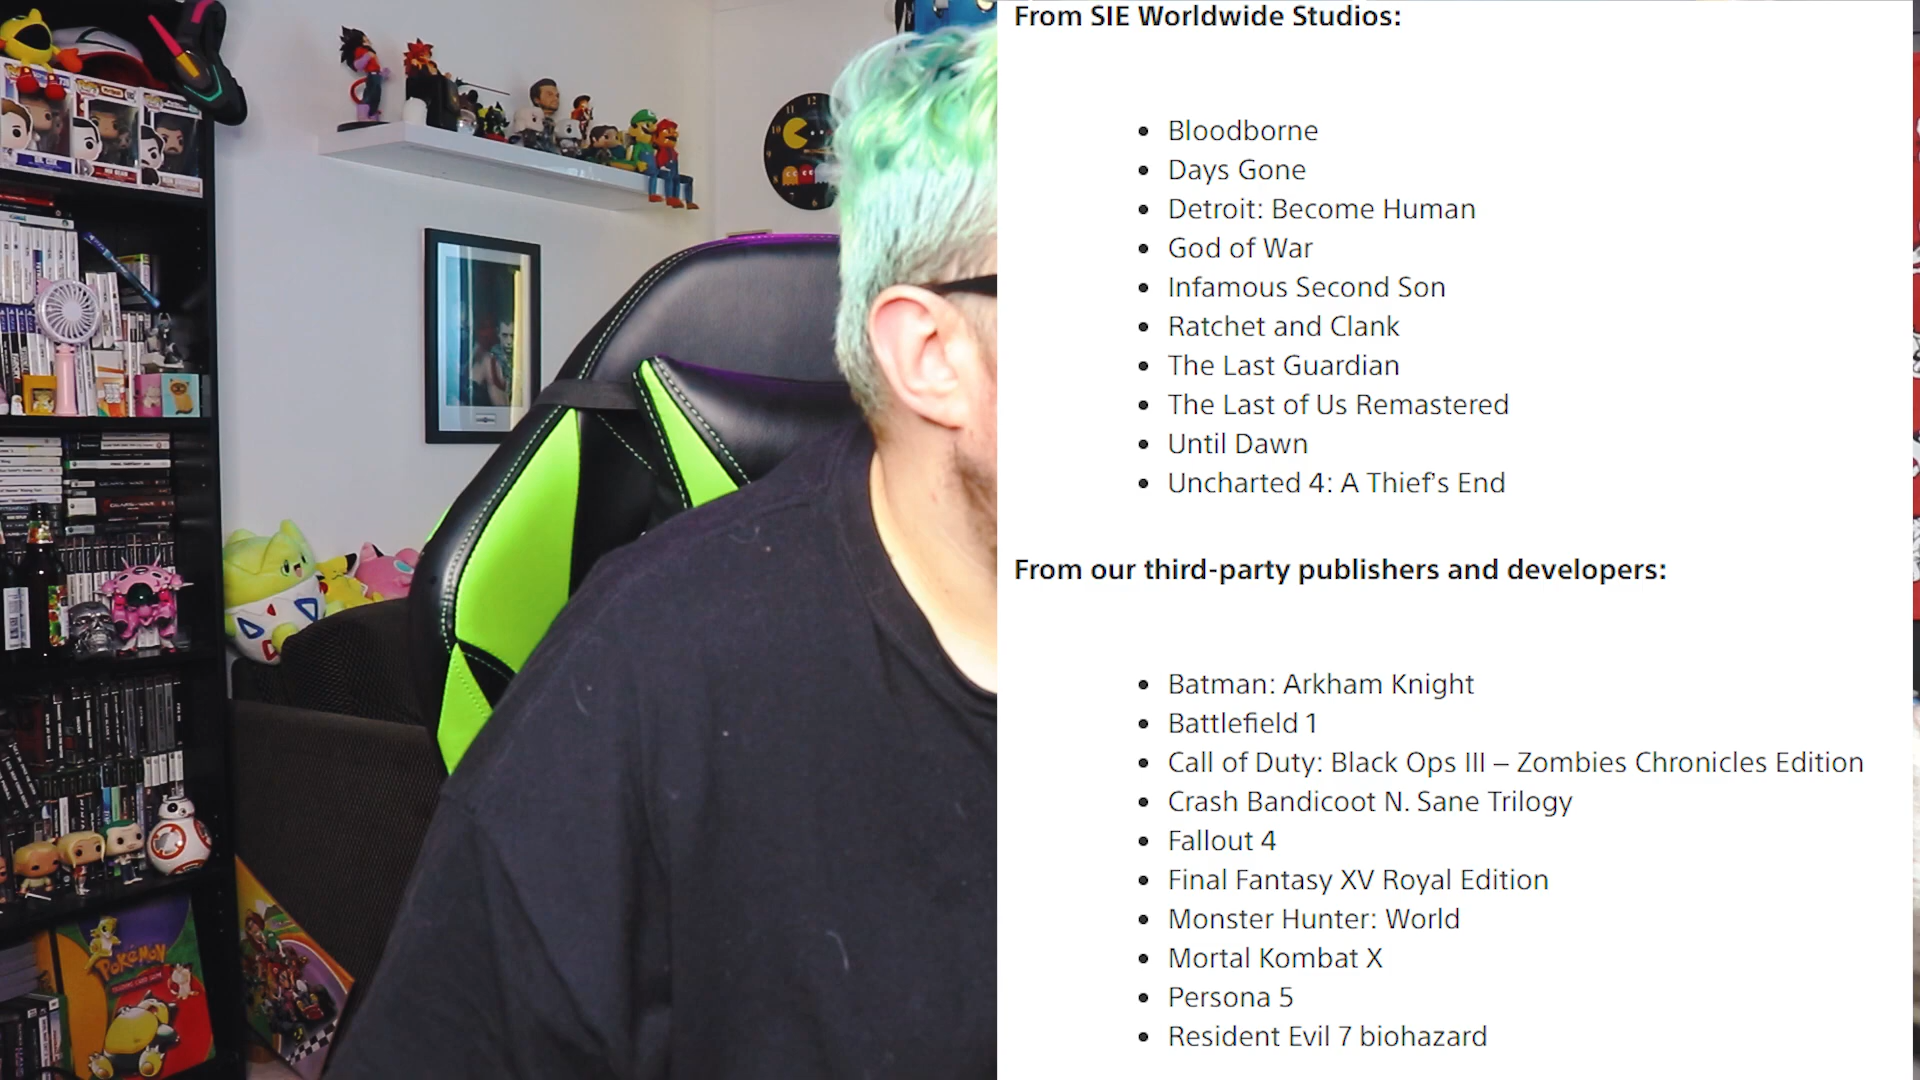 From SIE Worldwide Studios:
Bloodborne
Days Gone
Detroit: Become Human
God of War
Infamous Second Son
Ratchet and Clank
The Last Guardian
The Last of Us Remastered
Until Dawn
Uncharted 4: A Thief's End
From our third-party publishers and developers:
Batman: Arkham Knight
Battlefield 1
Call of Duty: Black Ops III – Zombies Chronicles Edition
Crash Bandicoot N. Sane Trilogy
Fallout 4
Final Fantasy XV Royal Edition
Monster Hunter: World
Mortal Kombat X
Persona 5
Resident Evil 7 biohazard
POKÉMON